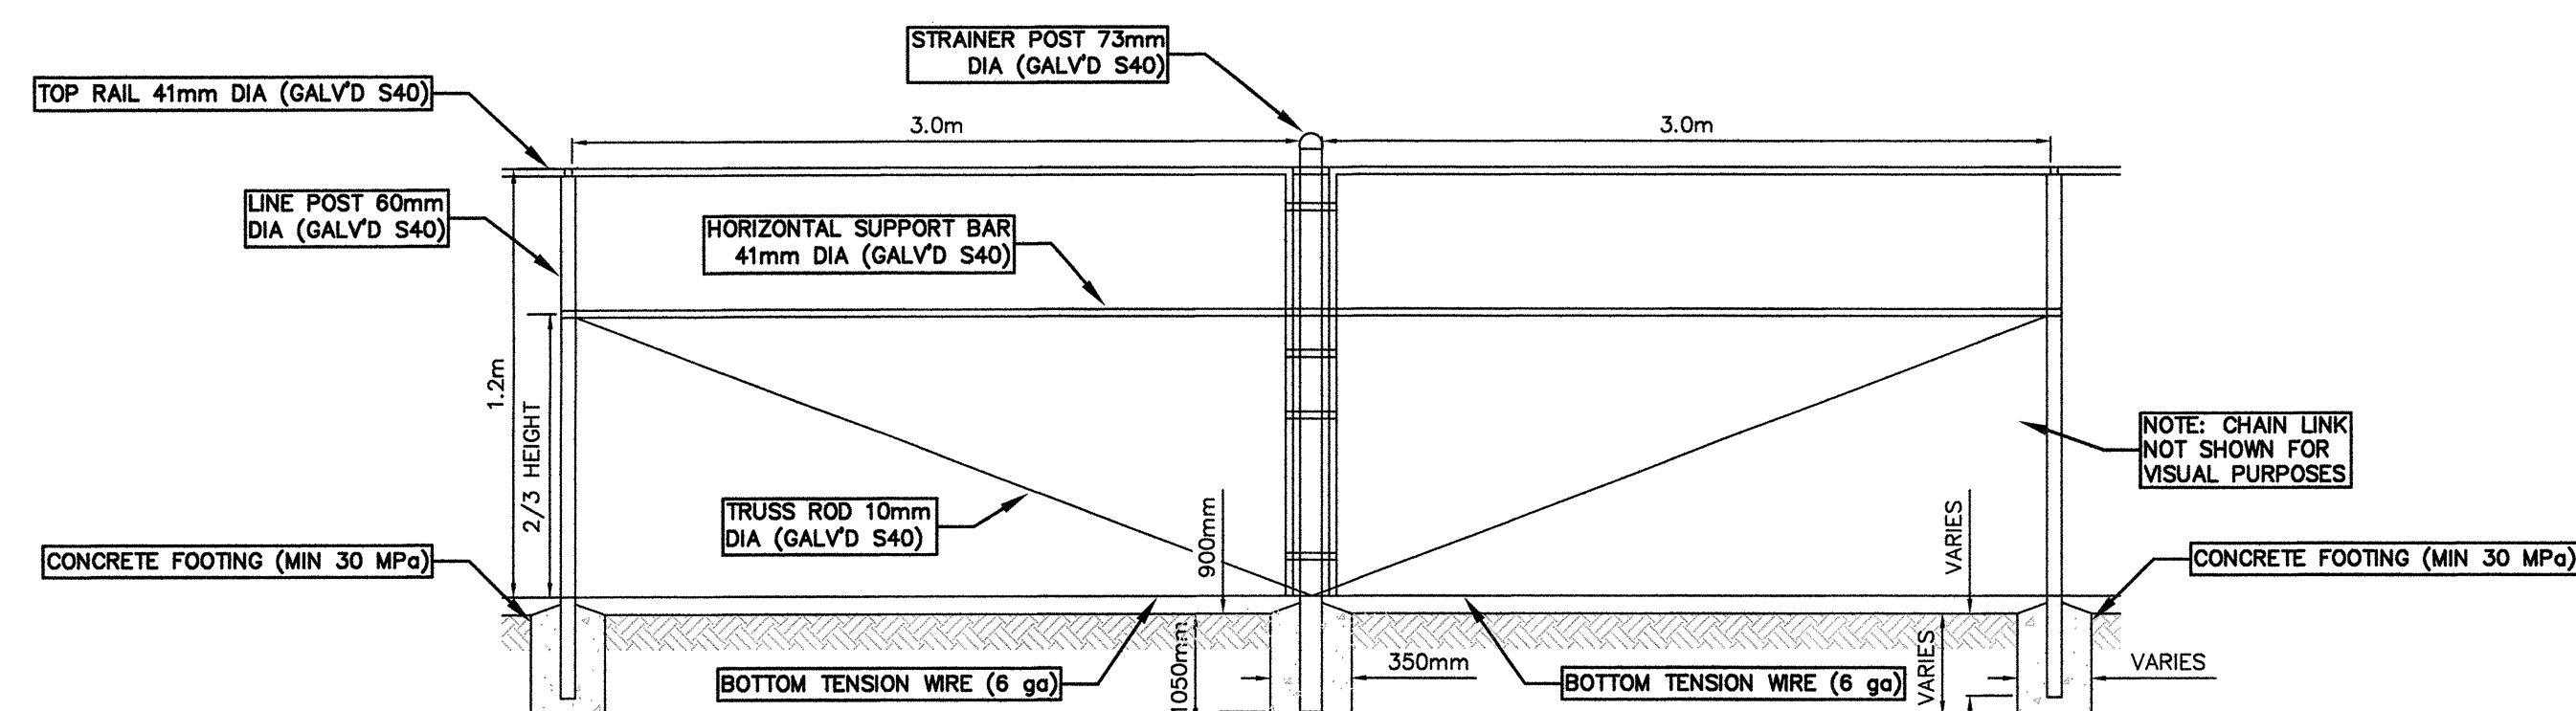 STRAINER POST 73mm
DIA (GALV'D S40)
TOP RAIL 41mm DIA (GALV'D S40)
3.0m
3.0m
LINE POST 60mm
DIA (GALV'D S40)
HORIZONTAL SUPPORT BAR
41mm DIA (GALV'D S40)
1.2m
2/3 HEIGHT
NOTE: CHAIN LINK
NOT SHOWN FOR
VISUAL PURPOSES
TRUSS ROD 10mm
DIA (GALV'D S40)
900mm
VARIES
CONCRETE FOOTING (MIN 30 MPa)
CONCRETE FOOTING (MIN 30 MPa)
BOTTOM TENSION WIRE (6 ga)
1050mm
350mm
BOTTOM TENSION WIRE (6 ga)
VARIES
VARIES